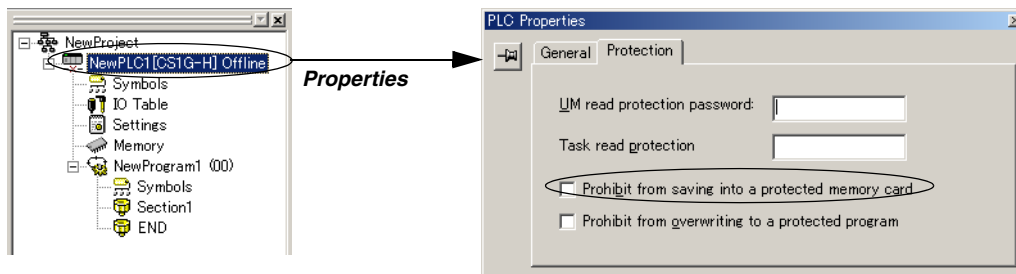 NewProject
NewPLC1[CS1G-H] Offline
Symbols
IO Table
Settings
Memory
NewProgram1 (00)
Symbols
Section1
END
Properties
PLC Properties
General Protection
UM read protection password:
Task read protection
Prohibit from saving into a protected memory card
Prohibit from overwriting to a protected program